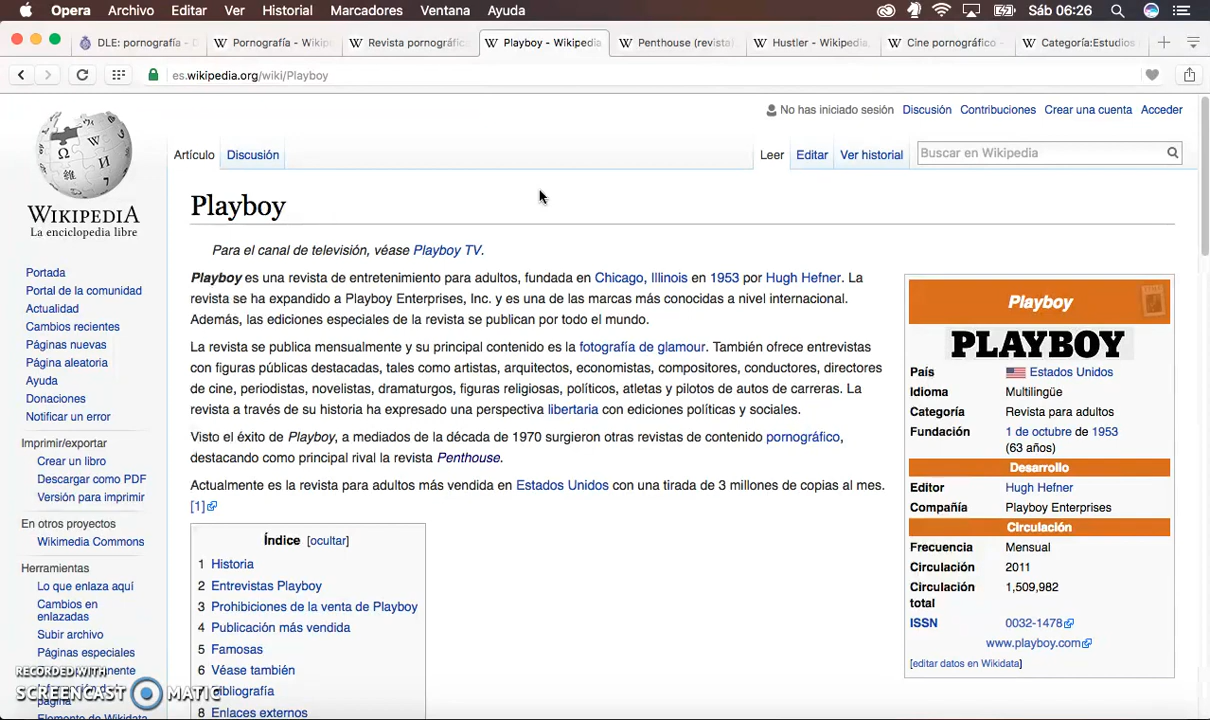 Opera Archivo Editar Ver Historial Marcadores Ventana Ayuda Sáb 06:26
DLE: pornografía - D Pornografía - Wikipe Revista pornográfic Playboy - Wikipedia Penthouse (revista) Hustler - Wikipedia, Cine pornográfico - Categoría:Estudios
es.wikipedia.org/wiki/Playboy
No has iniciado sesión Discusión Contribuciones Crear una cuenta Acceder
Artículo Discusión Leer Editar Ver historial Buscar en Wikipedia
WIKIPEDIA
La enciclopedia libre
Portada
Portal de la comunidad
Actualidad
Cambios recientes
Páginas nuevas
Página aleatoria
Ayuda
Donaciones
Notificar un error
Imprimir/exportar
Crear un libro
Descargar como PDF
Versión para imprimir
En otros proyectos
Wikimedia Commons
Herramientas
Lo que enlaza aquí
Cambios en
enlazadas
Subir archivo
Páginas especiales
RECORDED WITH
SCREENCAST MATIC
página
Elemento de Wikidata
Playboy
Para el canal de televisión, véase Playboy TV.
Playboy es una revista de entretenimiento para adultos, fundada en Chicago, Illinois en 1953 por Hugh Hefner. La
revista se ha expandido a Playboy Enterprises, Inc. y es una de las marcas más conocidas a nivel internacional.
Además, las ediciones especiales de la revista se publican por todo el mundo.
La revista se publica mensualmente y su principal contenido es la fotografía de glamour. También ofrece entrevistas
con figuras públicas destacadas, tales como artistas, arquitectos, economistas, compositores, conductores, directores
de cine, periodistas, novelistas, dramaturgos, figuras religiosas, políticos, atletas y pilotos de autos de carreras. La
revista a través de su historia ha expresado una perspectiva libertaria con ediciones políticas y sociales.
Visto el éxito de Playboy, a mediados de la década de 1970 surgieron otras revistas de contenido pornográfico,
destacando como principal rival la revista Penthouse.
Actualmente es la revista para adultos más vendida en Estados Unidos con una tirada de 3 millones de copias al mes.
[1]
Índice [ocultar]
1 Historia
2 Entrevistas Playboy
3 Prohibiciones de la venta de Playboy
4 Publicación más vendida
5 Famosas
6 Véase también
bliografía
8 Enlaces externos
Playboy
PLAYBOY
País Estados Unidos
Idioma Multilingüe
Categoría Revista para adultos
Fundación 1 de octubre de 1953
(63 años)
Desarrollo
Editor Hugh Hefner
Compañía Playboy Enterprises
Circulación
Frecuencia Mensual
Circulación 2011
Circulación 1,509,982
total
ISSN 0032-1478
www.playboy.com
[editar datos en Wikidata]